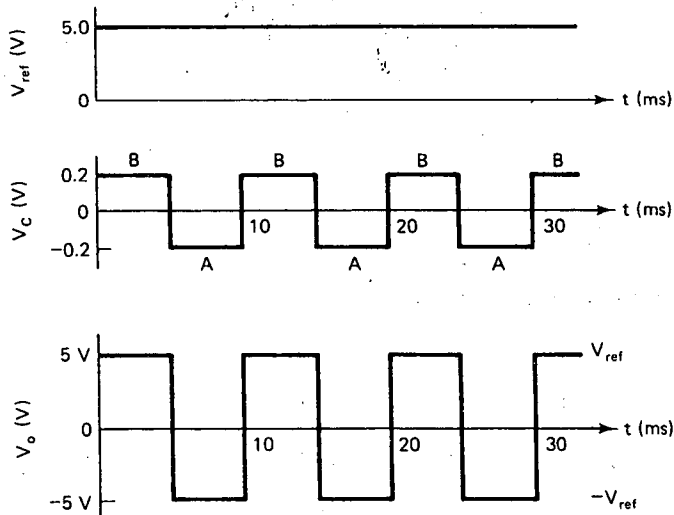 V_ref (V)
5.0
0
t (ms)
V_C (V)
B B B B
0.2
0
−0.2
10 20 30
t (ms)
A A A
V_o (V)
5 V
V_ref
0
t (ms)
10 20 30
−5 V
−V_ref